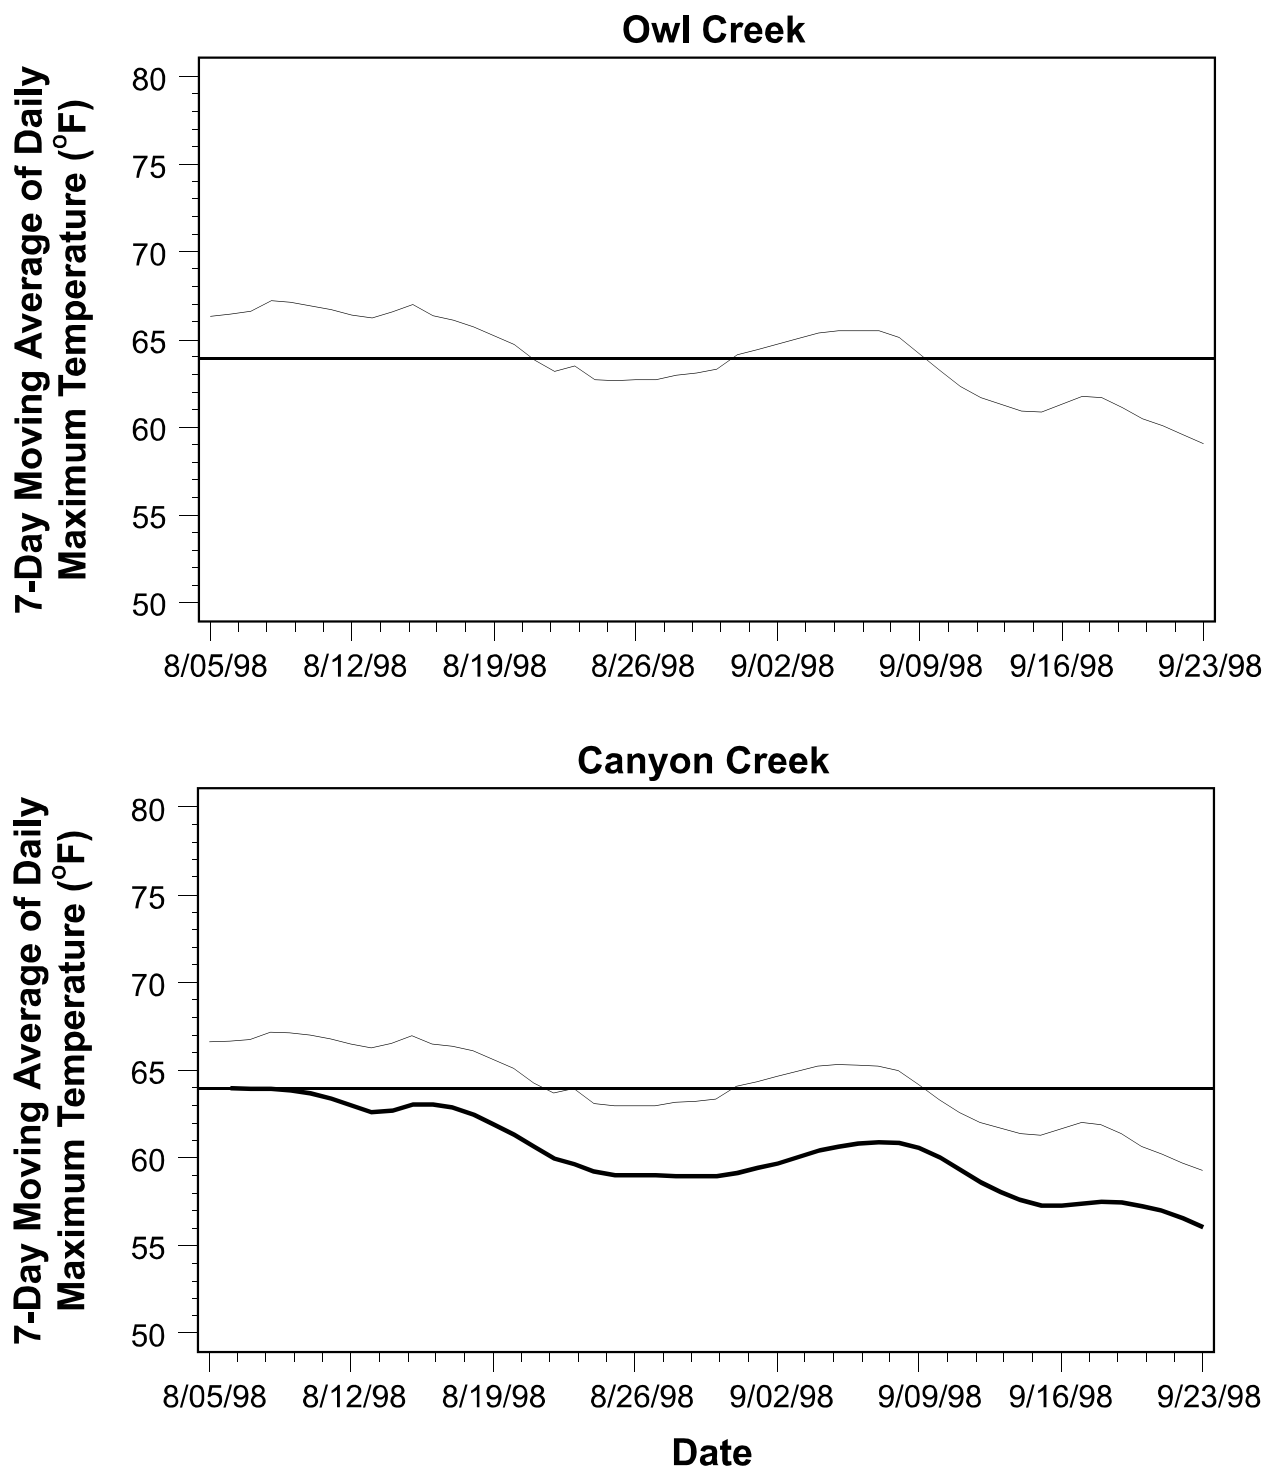 Owl Creek
7-Day Moving Average of Daily
Maximum Temperature (°F)
80
75
70
65
60
55
50
8/05/98 8/12/98 8/19/98 8/26/98 9/02/98 9/09/98 9/16/98 9/23/98
Canyon Creek
7-Day Moving Average of Daily
Maximum Temperature (°F)
80
75
70
65
60
55
50
8/05/98 8/12/98 8/19/98 8/26/98 9/02/98 9/09/98 9/16/98 9/23/98
Date